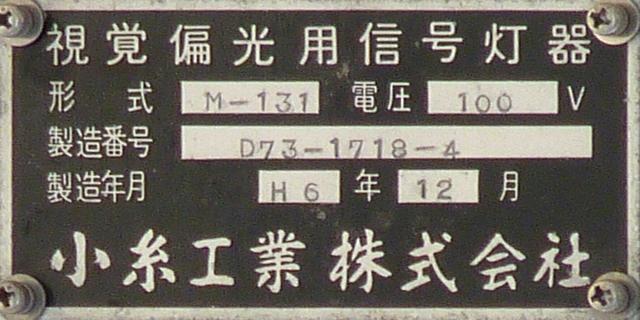 視覚偏光用信号灯器
形式 M-131 電圧 100 V
製造番号 D73-1718-4
製造年月 H6 年 12 月
小糸工業株式会社